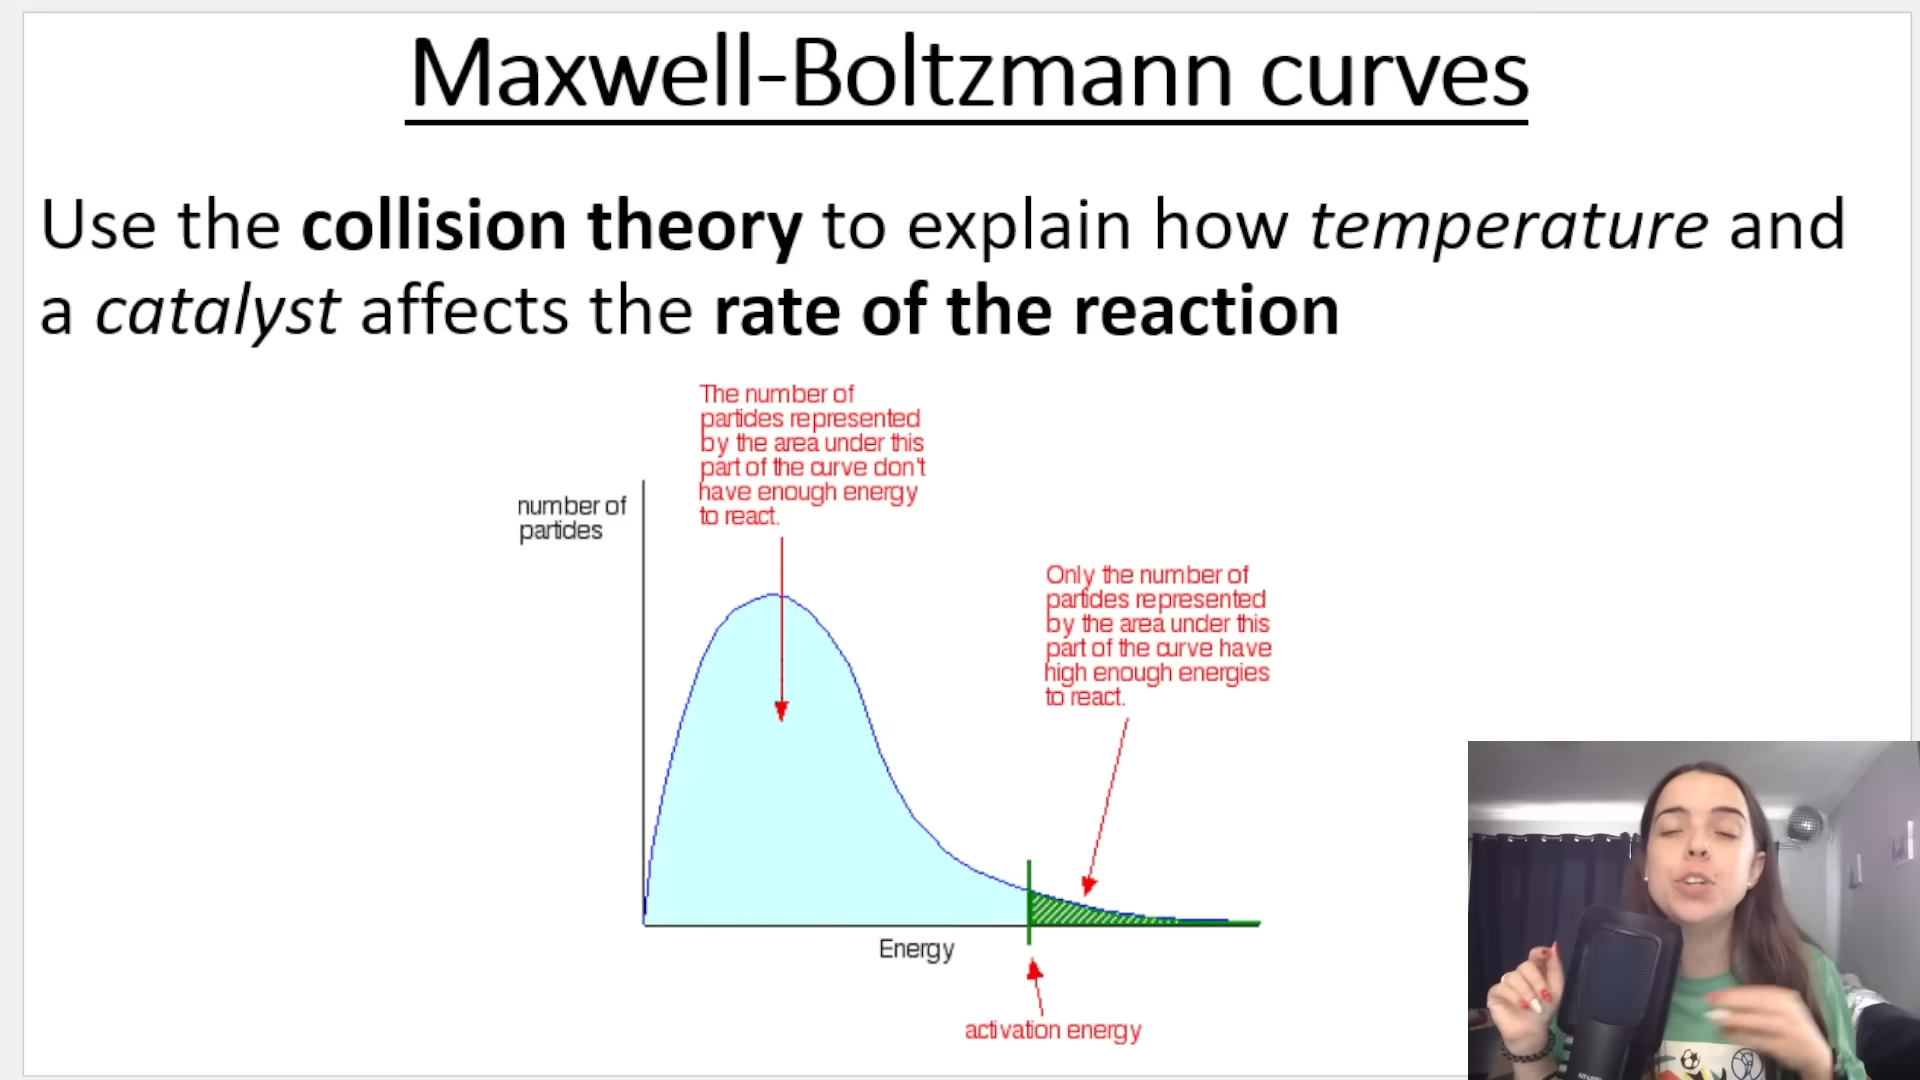 Maxwell-Boltzmann curves
Use the collision theory to explain how temperature and
a catalyst affects the rate of the reaction
The number of
particles represented
by the area under this
part of the curve don't
have enough energy
to react.
number of
particles
Only the number of
particles represented
by the area under this
part of the curve have
high enough energies
to react.
Energy
activation energy